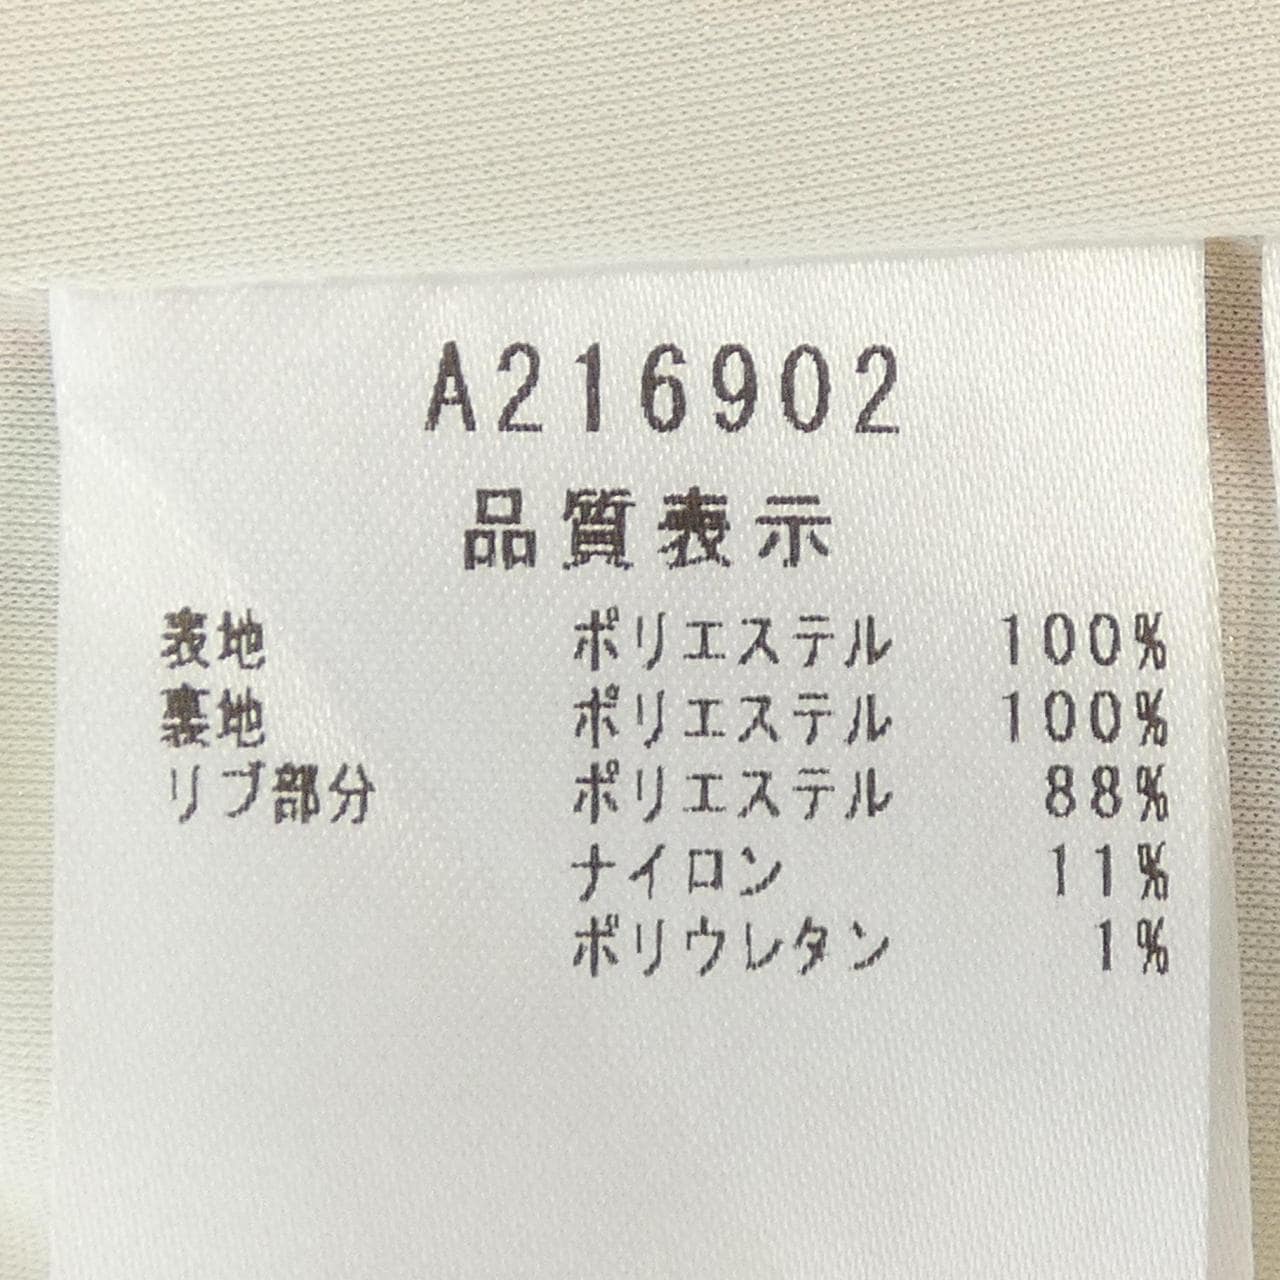 A216902
品質表示
表地 ポリエステル 100%
裏地 ポリエステル 100%
リブ部分 ポリエステル 88%
ナイロン 11%
ポリウレタン 1%